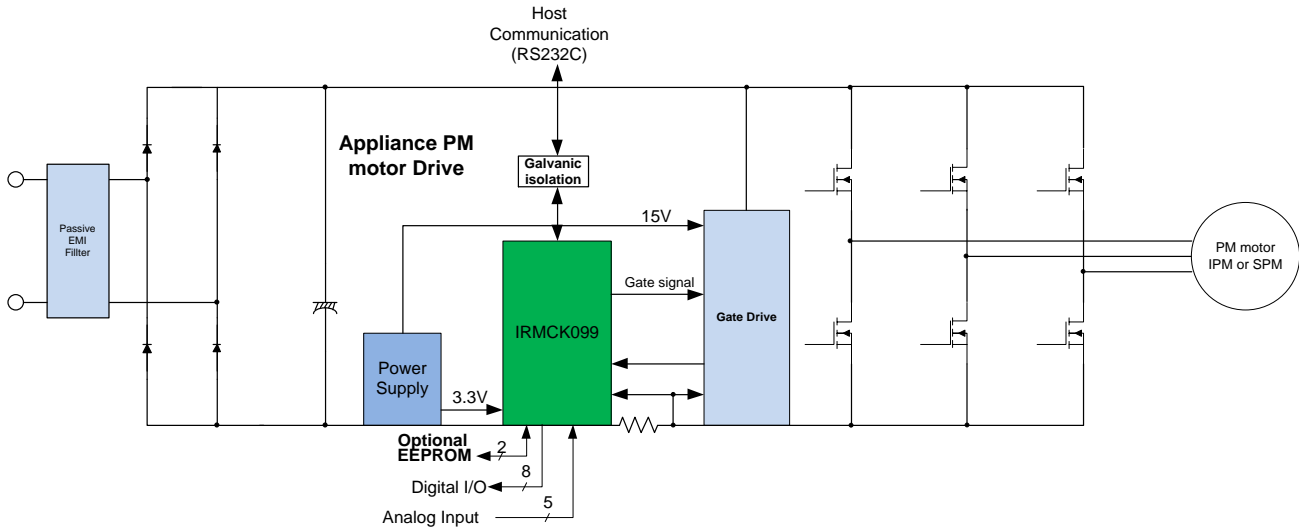 Host
Communication
(RS232C)
Appliance PM
motor Drive
Galvanic
isolation
15V
Passive
EMI
Fillter
Gate signal
PM motor
IPM or SPM
Gate Drive
IRMCK099
Power
Supply
3.3V
Optional
EEPROM
2
Digital I/O
8
Analog Input
5